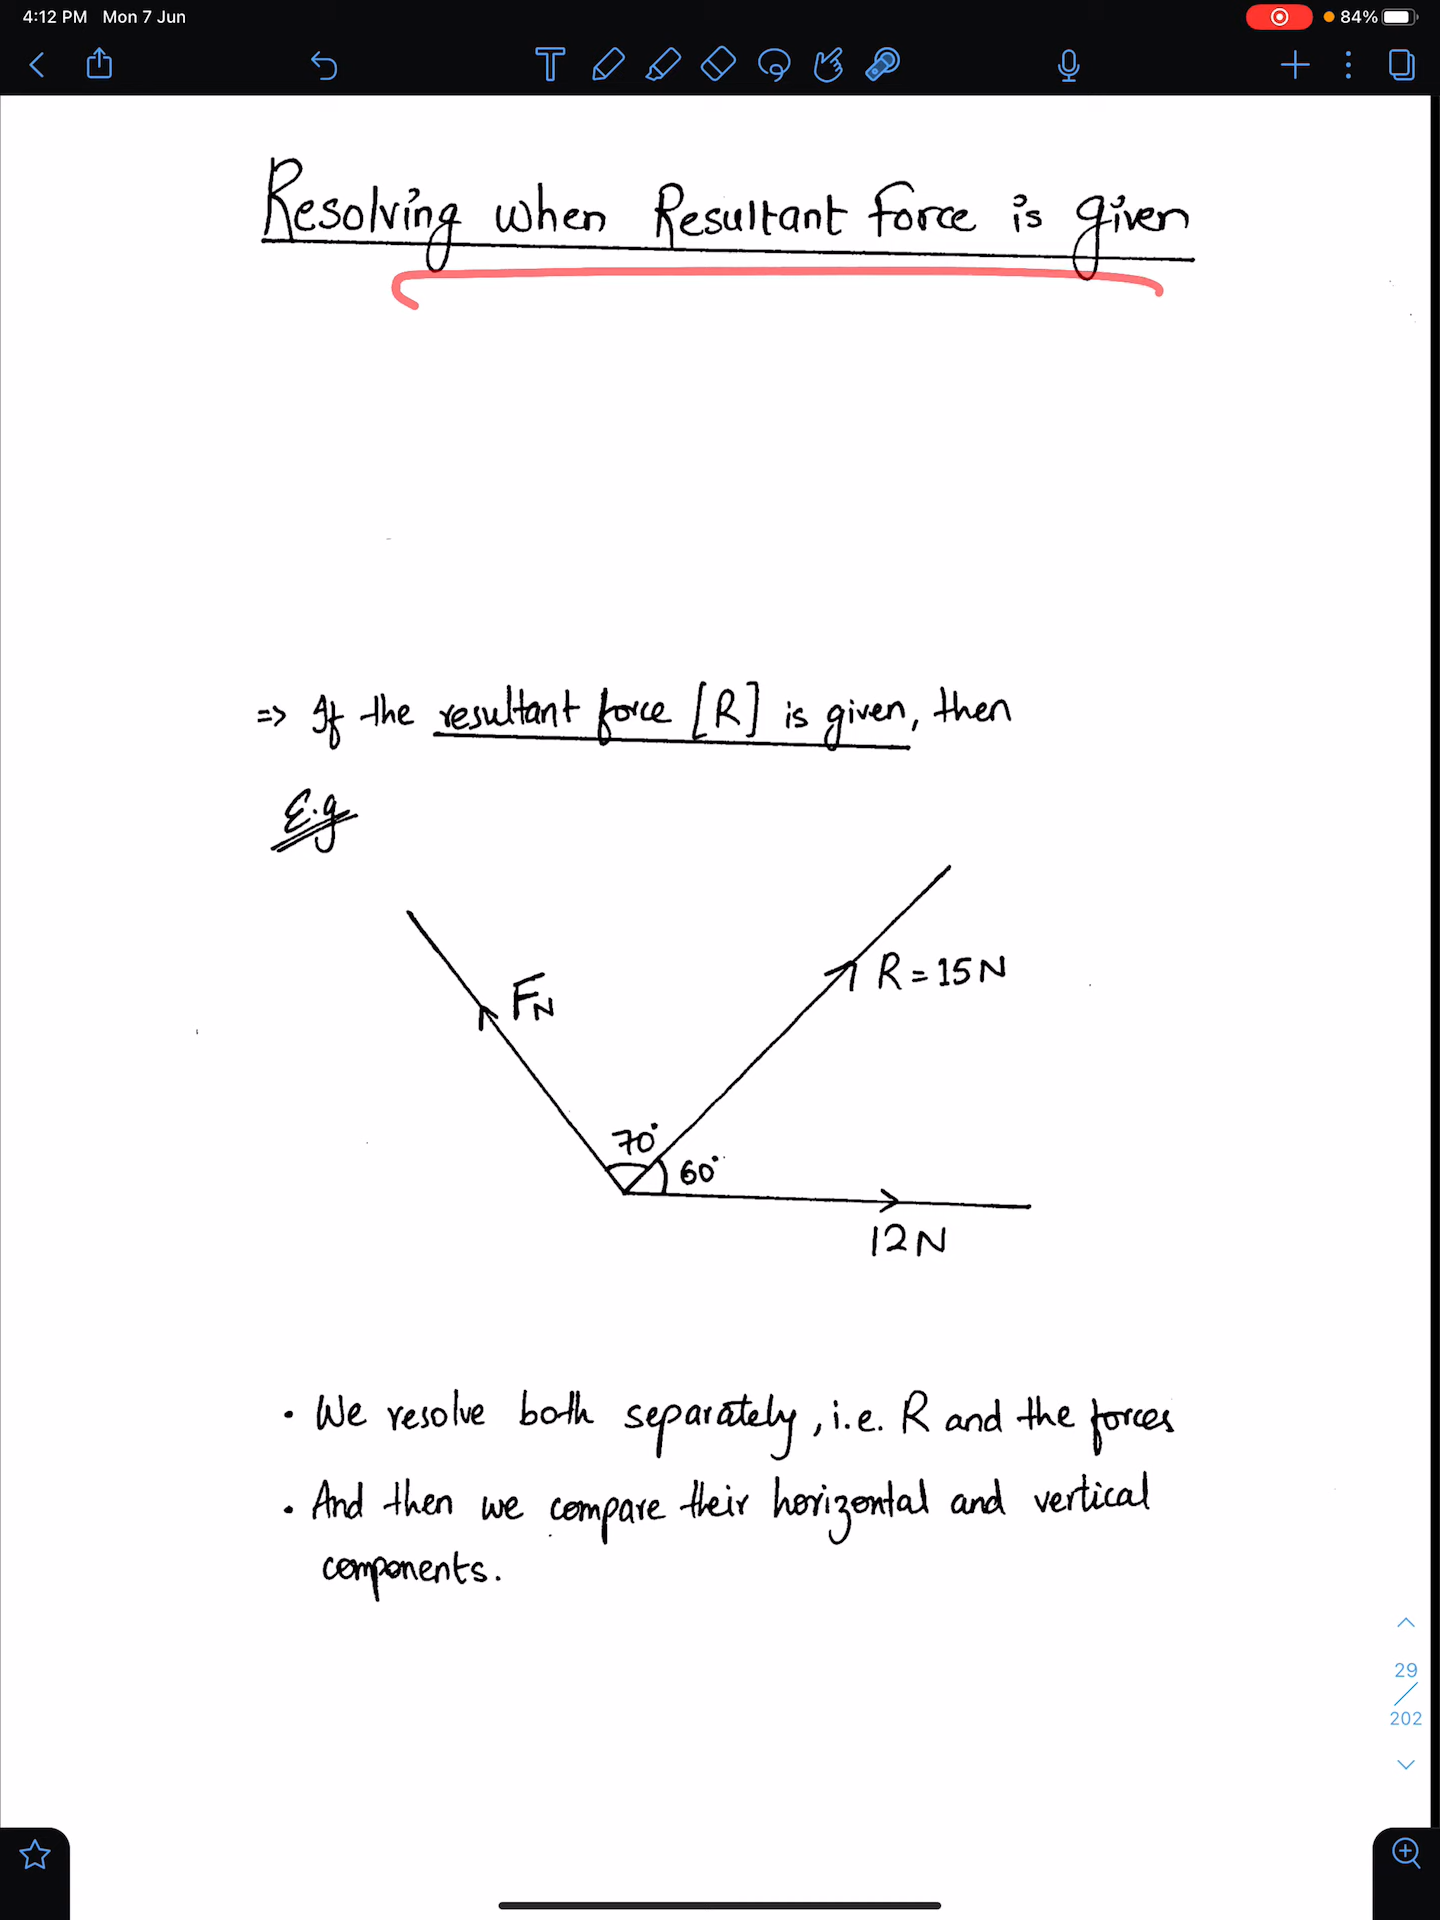 4:12 PM Mon 7 Jun
84%
Resolving when Resultant force is given
=> If the resultant force [R] is given, then
E.g
FN
R = 15N
70°
60°
12N
• We resolve both separately, i.e. R and the forces
• And then we compare their horizontal and vertical
components.
29
202